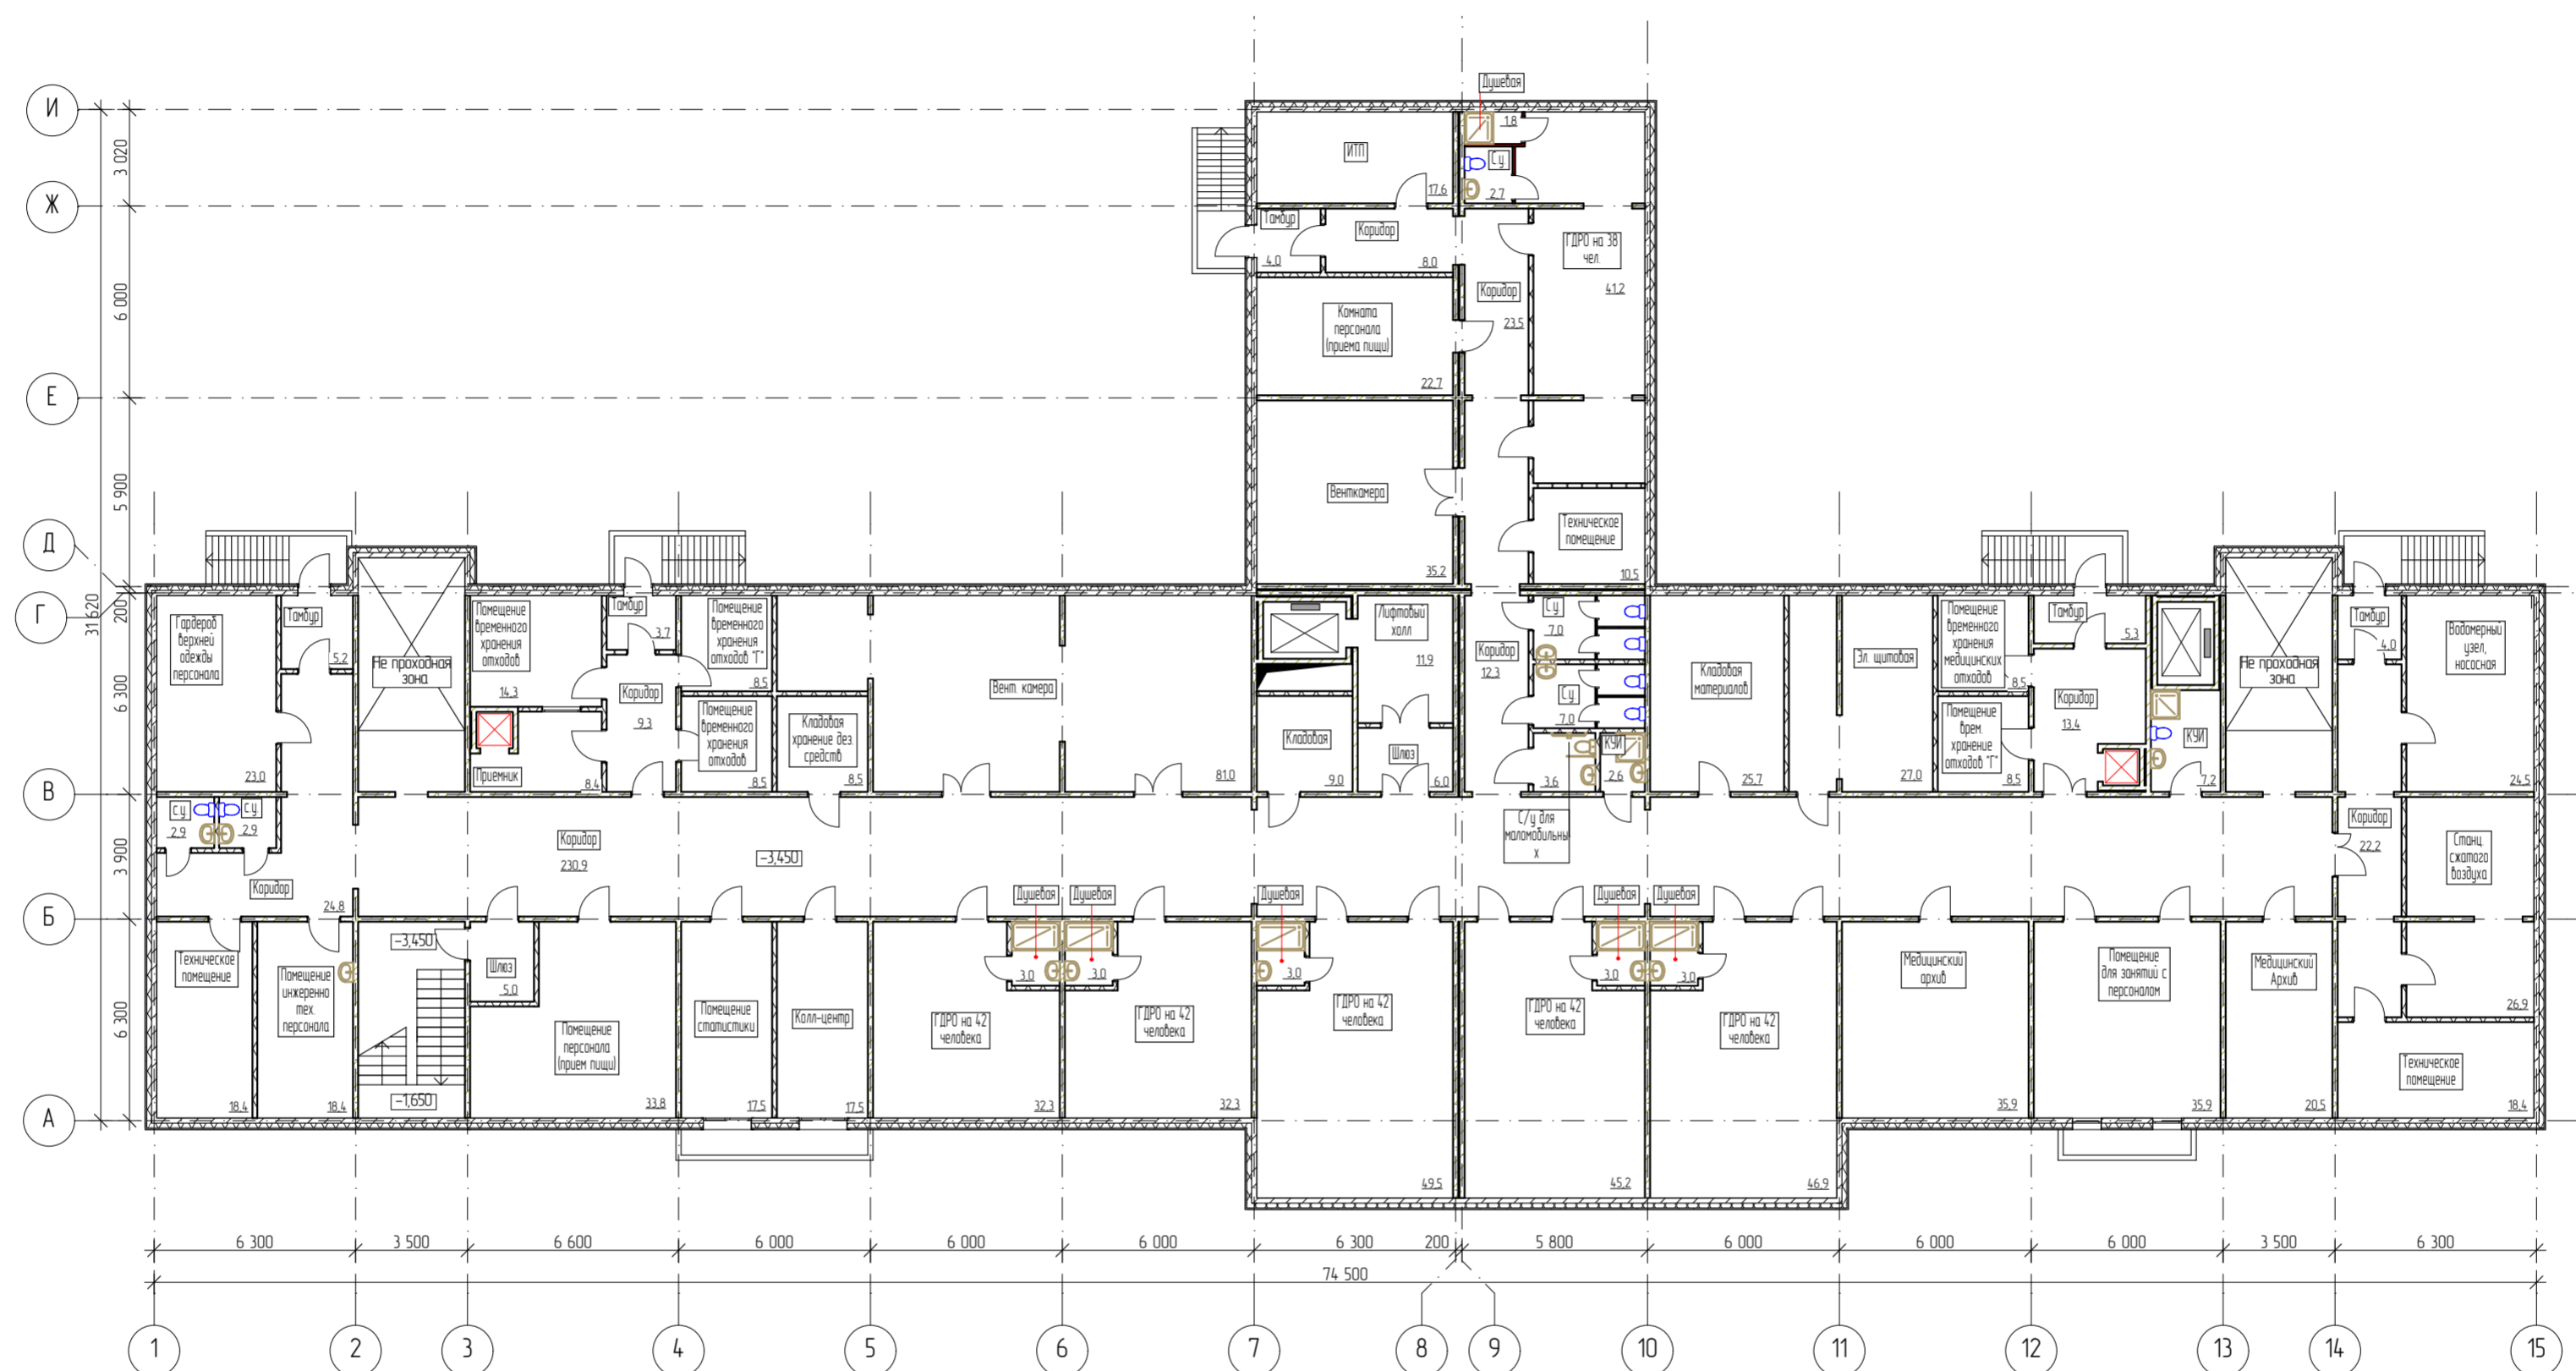 И
Ж
Е
Д
Г
В
Б
А
3 020
6 000
5 900
200
6 300
3 900
6 300
31 620
Душевая
1,8
ИТП
17,6
С.у.
2,7
Тамбур
4,0
Коридор
8,0
ГДРО на 38
чел.
41,2
Коридор
23,5
Комната
персонала
(приема пищи)
22,7
Венткамера
35,2
Техническое
помещение
10,5
Гардероб
верхней
одежды
персонала
23,0
Тамбур
5,2
Не проходная
зона
Помещение
временного
хранения
отходов
14,3
Тамбур
3,7
Помещение
временного
хранения
отходов "Г"
8,5
Коридор
9,3
Приемник
8,4
Помещение
временного
хранения
отходов
8,5
Кладовая
хранение дез.
средств
8,5
Вент. камера
81,0
Лифтовый
холл
11,9
Кладовая
9,0
Шлюз
6,0
Коридор
12,3
С.у.
7,0
С.у.
7,0
3,6
КУИ
2,6
С/у для
маломобильны
х
Кладовая
материалов
25,7
Эл. щитовая
27,0
Помещение
временного
хранения
медицинских
отходов
8,5
Помещение
врем.
хранение
отходов "Г"
8,5
Тамбур
5,3
Коридор
13,4
КУИ
7,2
Не проходная
зона
Тамбур
4,0
Водомерный
узел,
насосная
24,5
С.у.
2,9
С.у.
2,9
Коридор
24,8
Коридор
230,9
−3,450
Коридор
22,2
Станц.
сжатого
воздуха
26,9
Техническое
помещение
18,4
Помещение
инженерно
тех.
персонала
18,4
−3,450
−1,650
Шлюз
5,0
Помещение
персонала
(прием пищи)
33,8
Помещение
статистики
17,5
Колл-центр
17,5
Душевая
3,0
ГДРО на 42
человека
32,3
Душевая
3,0
ГДРО на 42
человека
32,3
Душевая
3,0
ГДРО на 42
человека
49,5
Душевая
3,0
ГДРО на 42
человека
45,2
Душевая
3,0
ГДРО на 42
человека
46,9
Медицинский
архив
35,9
Помещение
для занятий с
персоналом
35,9
Медицинский
Архив
20,5
Техническое
помещение
18,4
6 300 3 500 6 600 6 000 6 000 6 000 6 300 200 5 800 6 000 6 000 6 000 3 500 6 300
74 500
1 2 3 4 5 6 7 8 9 10 11 12 13 14 15